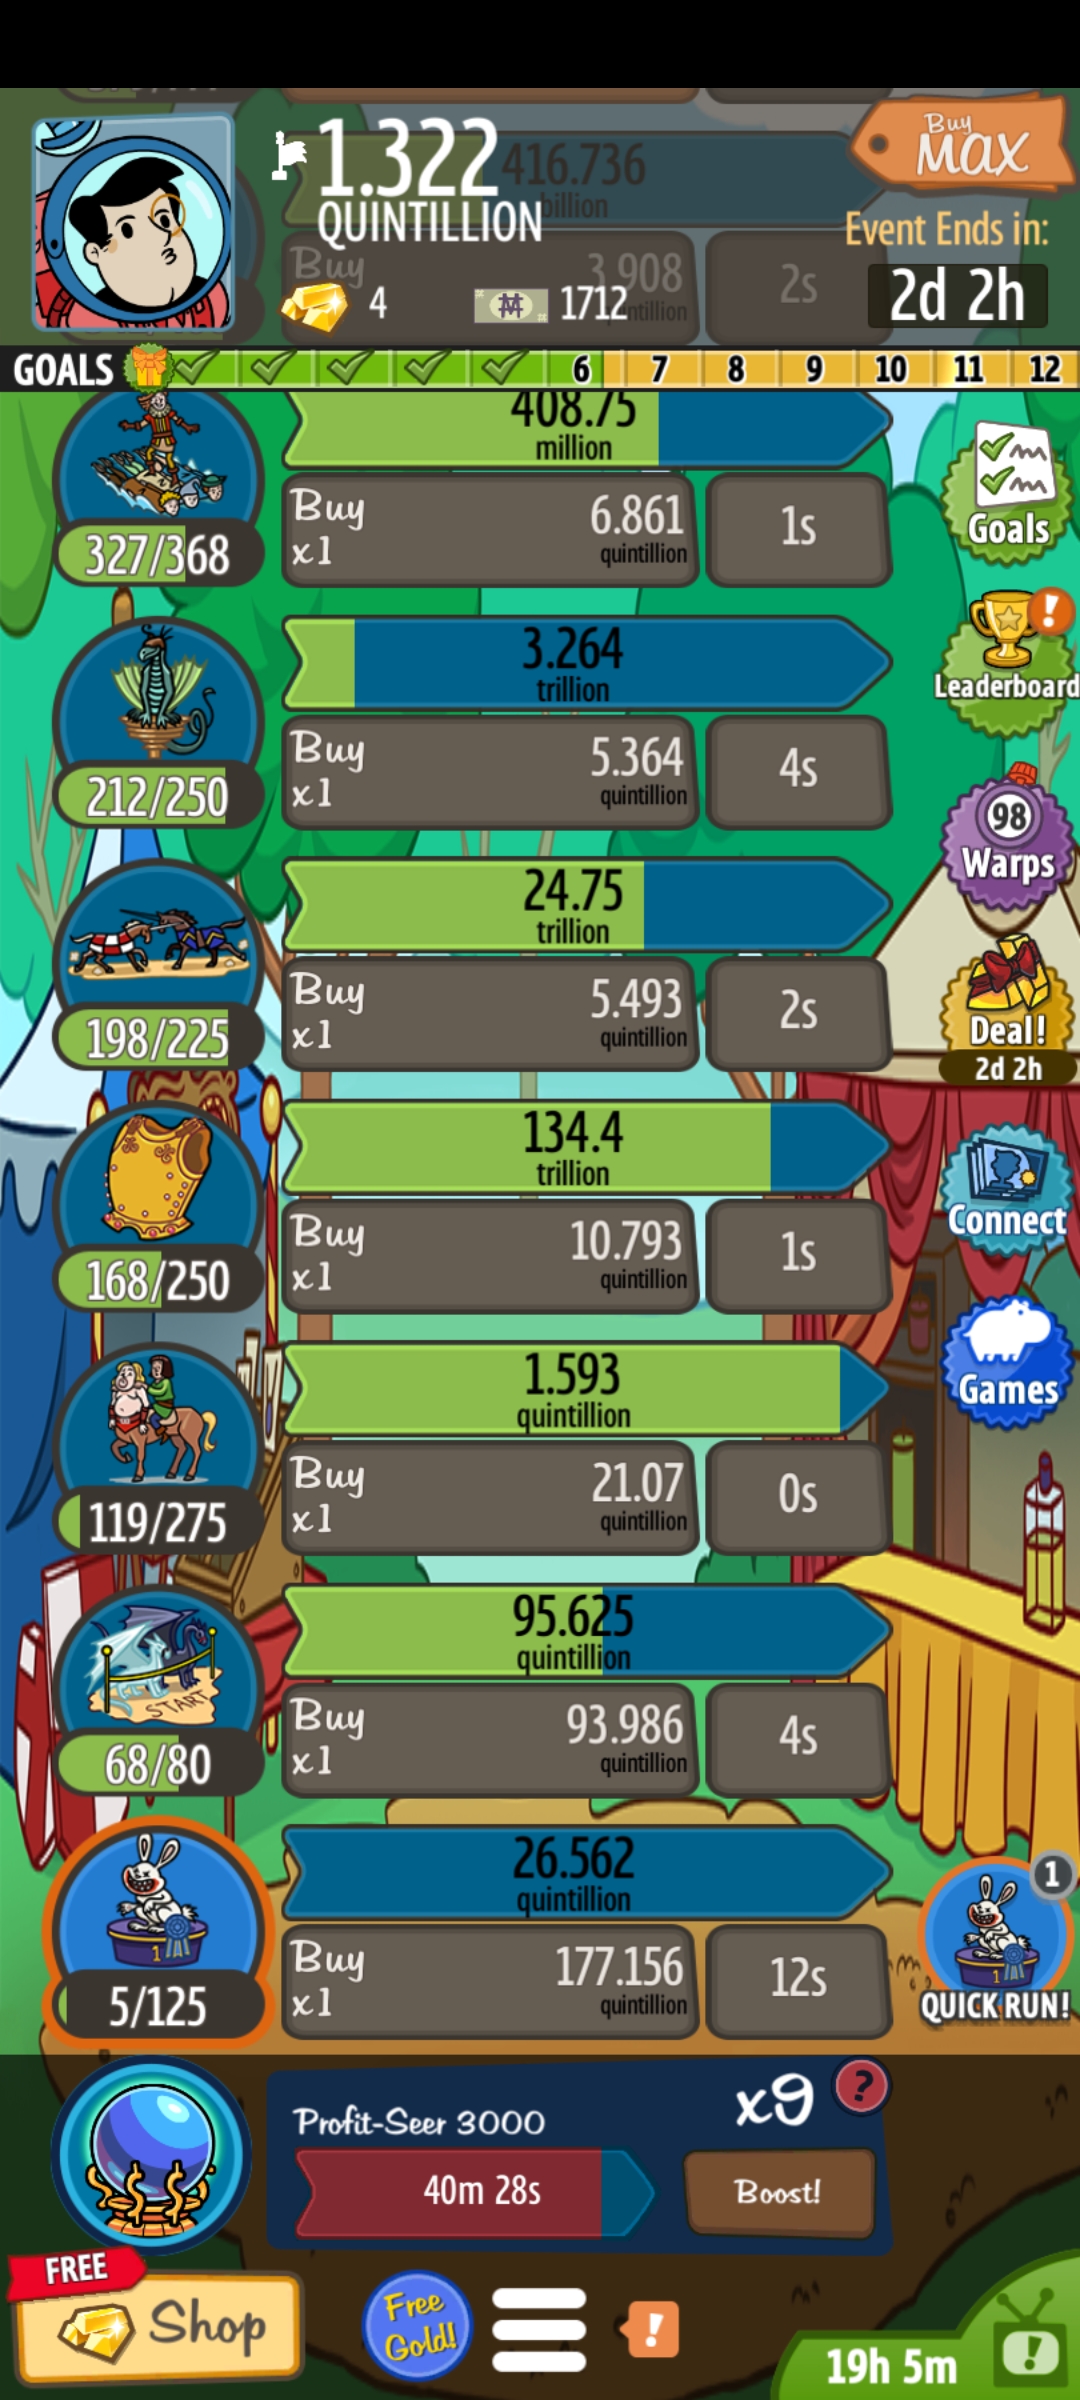 1.322
QUINTILLION
416.736
billion
Buy
3.908
2s
4
1712
Buy
MAX
Event Ends in:
2d 2h
GOALS
6 7 8 9 10 11 12
408.75
million
Buy
x1
6.861
quintillion
1s
327/368
3.264
trillion
Buy
x1
5.364
quintillion
4s
212/250
24.75
trillion
Buy
x1
5.493
quintillion
2s
198/225
134.4
trillion
Buy
x1
10.793
quintillion
1s
168/250
1.593
quintillion
Buy
x1
21.07
quintillion
0s
119/275
95.625
quintillion
Buy
x1
93.986
quintillion
4s
START
68/80
26.562
quintillion
Buy
x1
177.156
quintillion
12s
1
5/125
Goals
!
Leaderboard
98
Warps
Deal!
2d 2h
Connect
Games
1
1
QUICK RUN!
Profit-Seer 3000
x9
?
40m 28s
Boost!
FREE
Shop
Free
Gold!
!
19h 5m
!